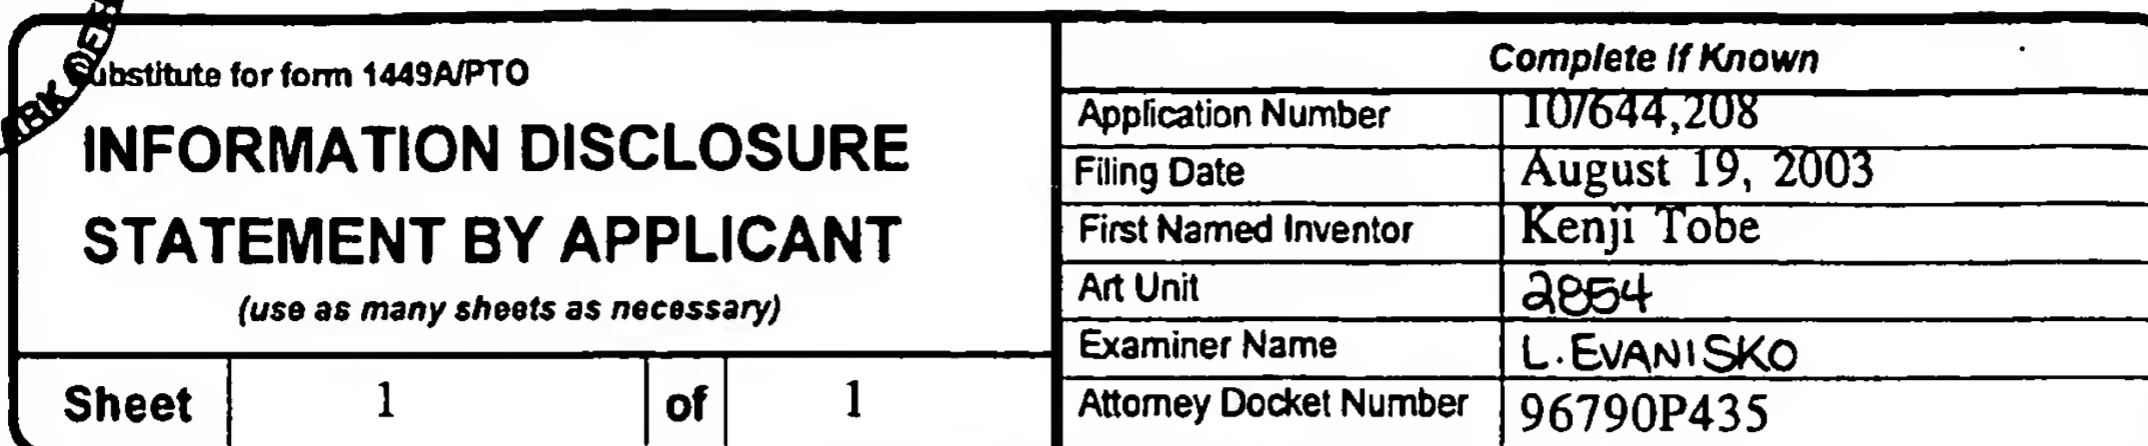 Substitute for form 1449A/PTO
INFORMATION DISCLOSURE
STATEMENT BY APPLICANT
(use as many sheets as necessary)
Sheet 1 of 1
Complete If Known
Application Number 10/644,208
Filing Date August 19, 2003
First Named Inventor Kenji Tobe
Art Unit 2854
Examiner Name L. EVANISKO
Attorney Docket Number 96790P435